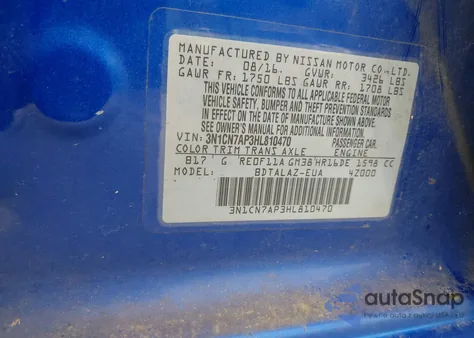 MANUFACTURED BY NISSAN MOTOR CO.,LTD.
DATE: 08/16 GVWR: 3426 LBS
GAWR FR: 1750 LBS GAWR RR: 1708 LBS
THIS VEHICLE CONFORMS TO ALL APPLICABLE FEDERAL MOTOR
VEHICLE SAFETY, BUMPER AND THEFT PREVENTION STANDARDS
IN EFFECT ON THE DATE OF MANUFACTURE SHOWN ABOVE.
SEE OWNER'S MANUAL FOR ADDITIONAL INFORMATION.
VIN: 3N1CN7AP3HL810470 PASSENGER CAR
COLOR TRIM TRANS AXLE ENGINE
B17 G RE0F11A GM38 HR16DE 1598 CC
MODEL BDTALAZ-EUA 42000
3N1CN7AP3HL810470
autoSnap